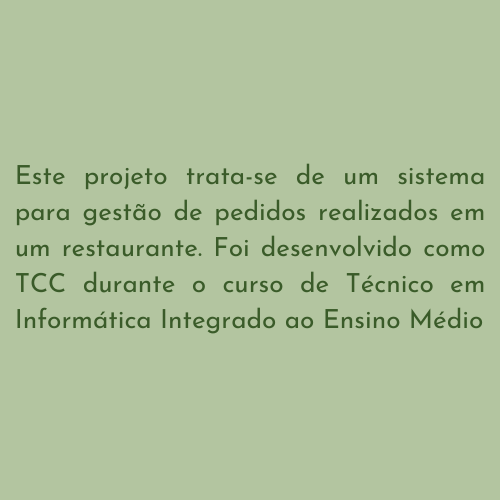 Este projeto trata-se de um sistema
para gestão de pedidos realizados em
um restaurante. Foi desenvolvido como
TCC durante o curso de Técnico em
Informática Integrado ao Ensino Médio